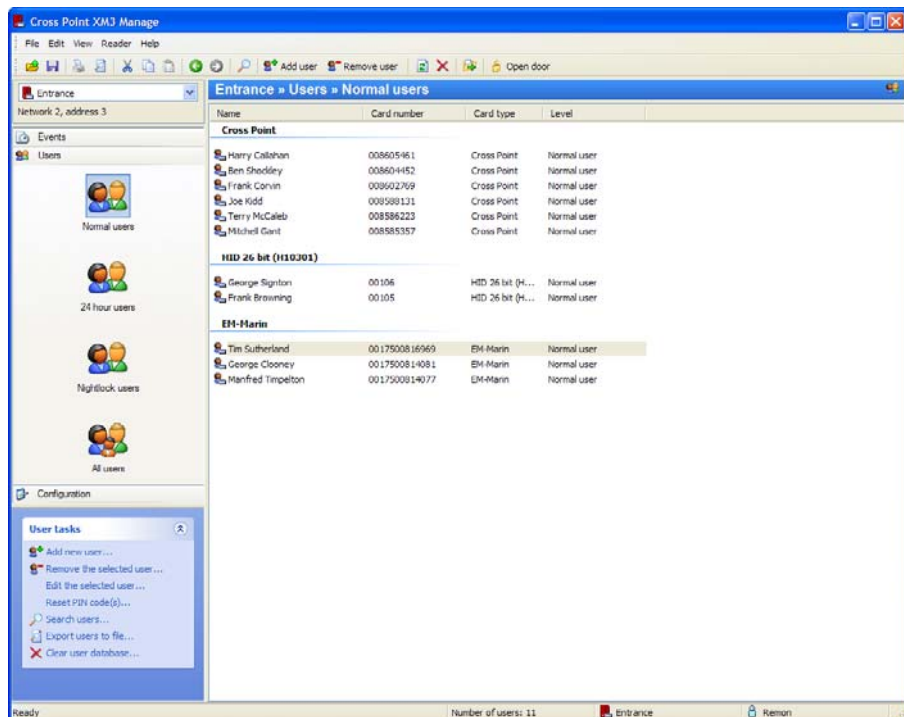 Cross Point XM3 Manage
File Edit View Reader Help
Add user Remove user Open door
Entrance
Network 2, address 3
Events
Users
Normal users
24 hour users
Nightlock users
All users
Configuration
User tasks
Add new user...
Remove the selected user...
Edit the selected user...
Reset PIN code(s)...
Search users...
Export users to file...
Clear user database...
Entrance » Users » Normal users
Name Card number Card type Level
Cross Point
Harry Callahan 008605461 Cross Point Normal user
Ben Shockley 008604452 Cross Point Normal user
Frank Corvin 008602769 Cross Point Normal user
Joe Kidd 008588131 Cross Point Normal user
Terry McCaleb 008586223 Cross Point Normal user
Mitchell Gant 008585357 Cross Point Normal user
HID 26 bit (H10301)
George Signton 00106 HID 26 bit (H... Normal user
Frank Browning 00105 HID 26 bit (H... Normal user
EM-Marin
Tim Sutherland 0017500816969 EM-Marin Normal user
George Clooney 0017500814081 EM-Marin Normal user
Manfred Timpelton 0017500814077 EM-Marin Normal user
Ready Number of users: 11 Entrance Remon